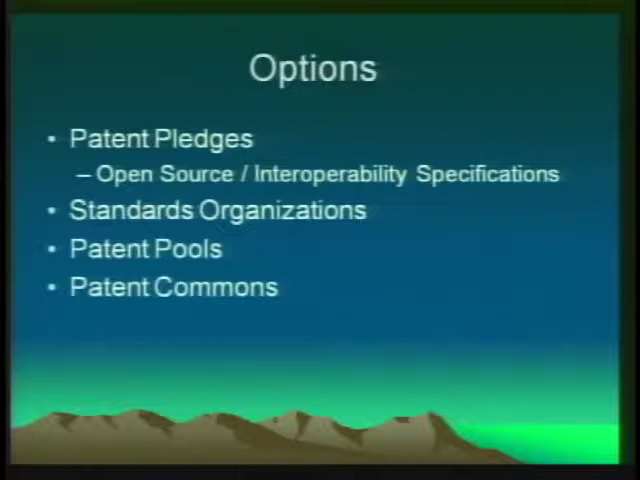 Options
• Patent Pledges
– Open Source / Interoperability Specifications
• Standards Organizations
• Patent Pools
• Patent Commons